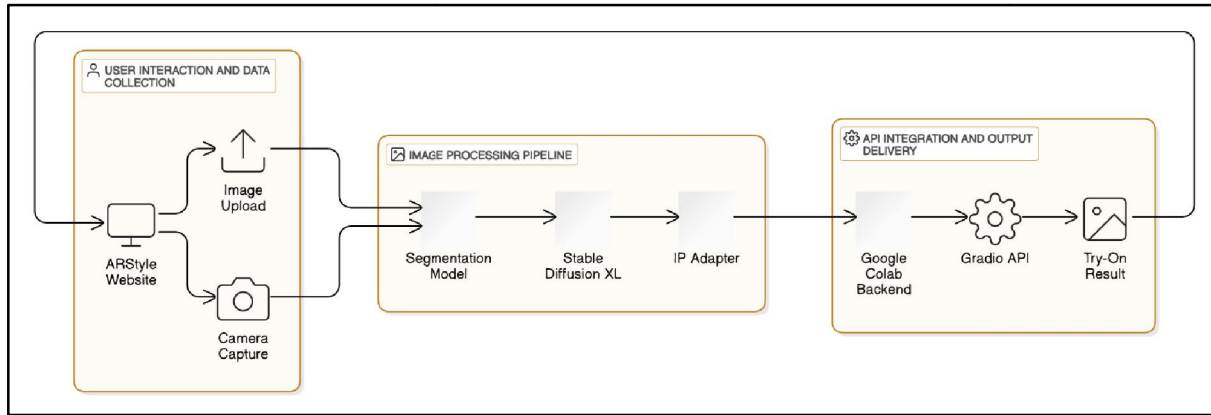 USER INTERACTION AND DATA
COLLECTION
Image
Upload
ARStyle
Website
Camera
Capture
IMAGE PROCESSING PIPELINE
Segmentation
Model
Stable
Diffusion XL
IP Adapter
API INTEGRATION AND OUTPUT
DELIVERY
Google
Colab
Backend
Gradio API
Try-On
Result